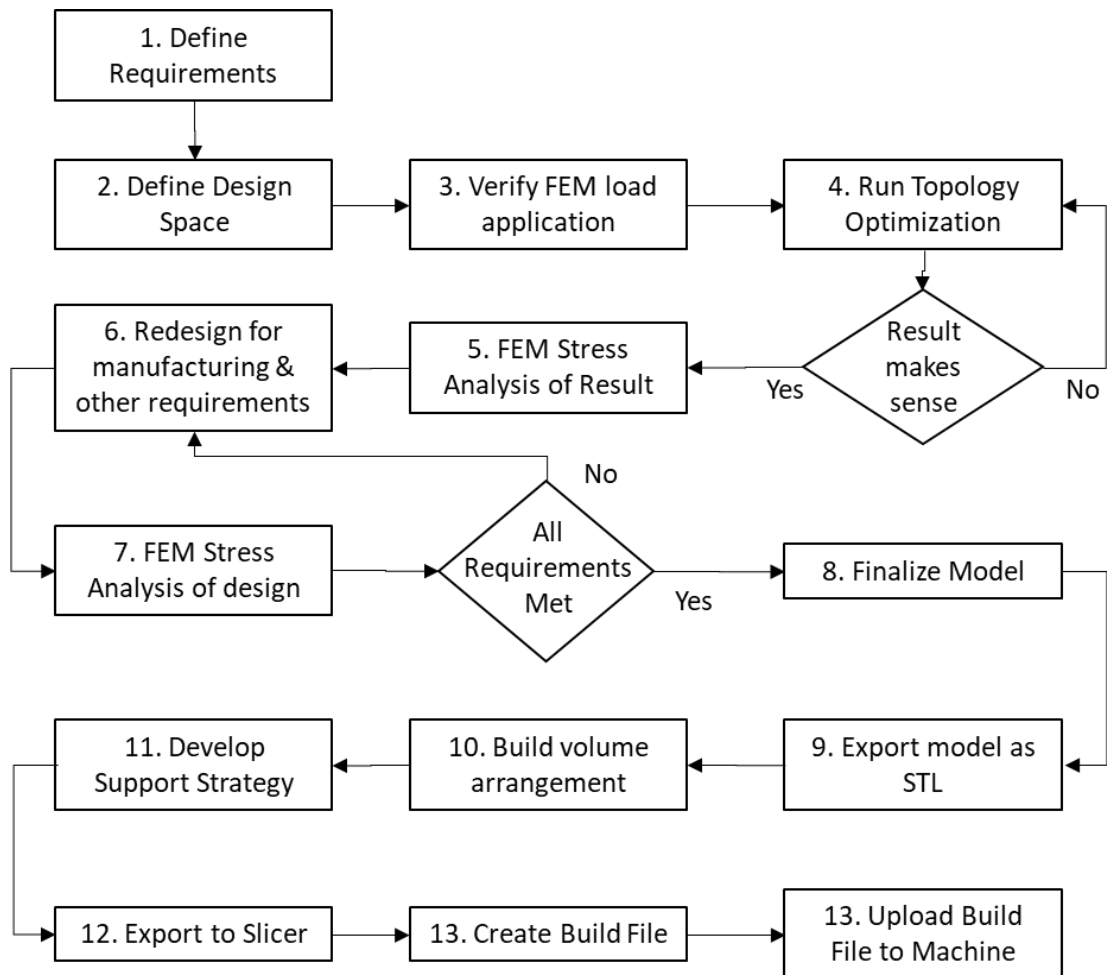 1. Define
Requirements
2. Define Design
Space
3. Verify FEM load
application
4. Run Topology
Optimization
Result
makes
sense
Yes
No
5. FEM Stress
Analysis of Result
6. Redesign for
manufacturing &
other requirements
7. FEM Stress
Analysis of design
All
Requirements
Met
No
Yes
8. Finalize Model
9. Export model as
STL
10. Build volume
arrangement
11. Develop
Support Strategy
12. Export to Slicer
13. Create Build File
13. Upload Build
File to Machine